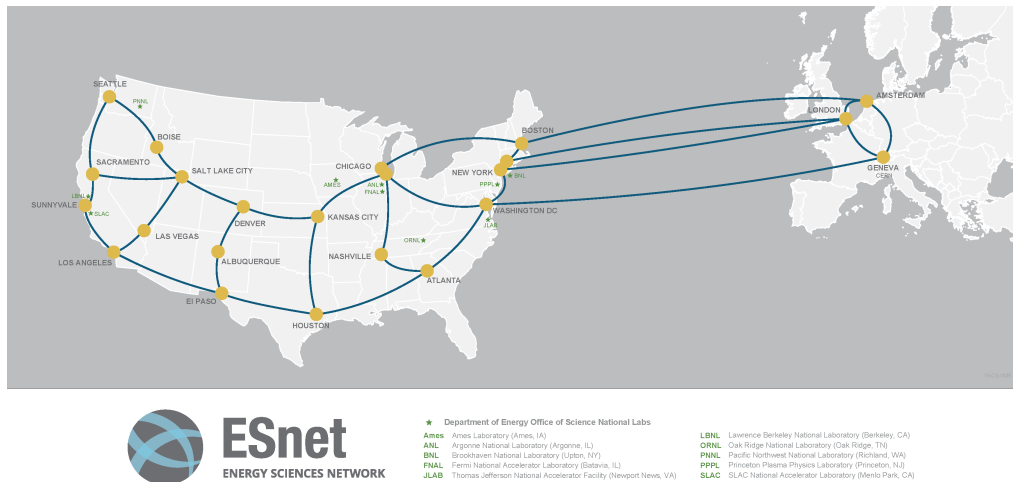 SEATTLE
PNNL
BOISE
SACRAMENTO
SALT LAKE CITY
LBNL
SUNNYVALE
SLAC
LAS VEGAS
LOS ANGELES
DENVER
ALBUQUERQUE
EL PASO
KANSAS CITY
HOUSTON
CHICAGO
AMES
ANL
FNAL
NASHVILLE
ORNL
ATLANTA
BOSTON
NEW YORK
BNL
PPPL
WASHINGTON DC
JLAB
LONDON
AMSTERDAM
GENEVA
CERN
ESnet
ENERGY SCIENCES NETWORK
Department of Energy Office of Science National Labs
Ames Ames Laboratory (Ames, IA)
ANL Argonne National Laboratory (Argonne, IL)
BNL Brookhaven National Laboratory (Upton, NY)
FNAL Fermi National Accelerator Laboratory (Batavia, IL)
JLAB Thomas Jefferson National Accelerator Facility (Newport News, VA)
LBNL Lawrence Berkeley National Laboratory (Berkeley, CA)
ORNL Oak Ridge National Laboratory (Oak Ridge, TN)
PNNL Pacific Northwest National Laboratory (Richland, WA)
PPPL Princeton Plasma Physics Laboratory (Princeton, NJ)
SLAC SLAC National Accelerator Laboratory (Menlo Park, CA)